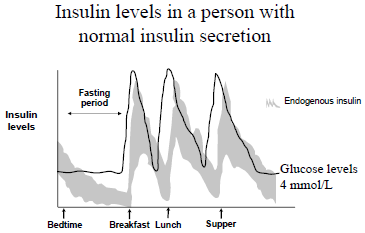 Insulin levels in a person with
normal insulin secretion
Fasting
period
Endogenous insulin
Insulin
levels
Glucose levels
4 mmol/L
Bedtime Breakfast Lunch Supper